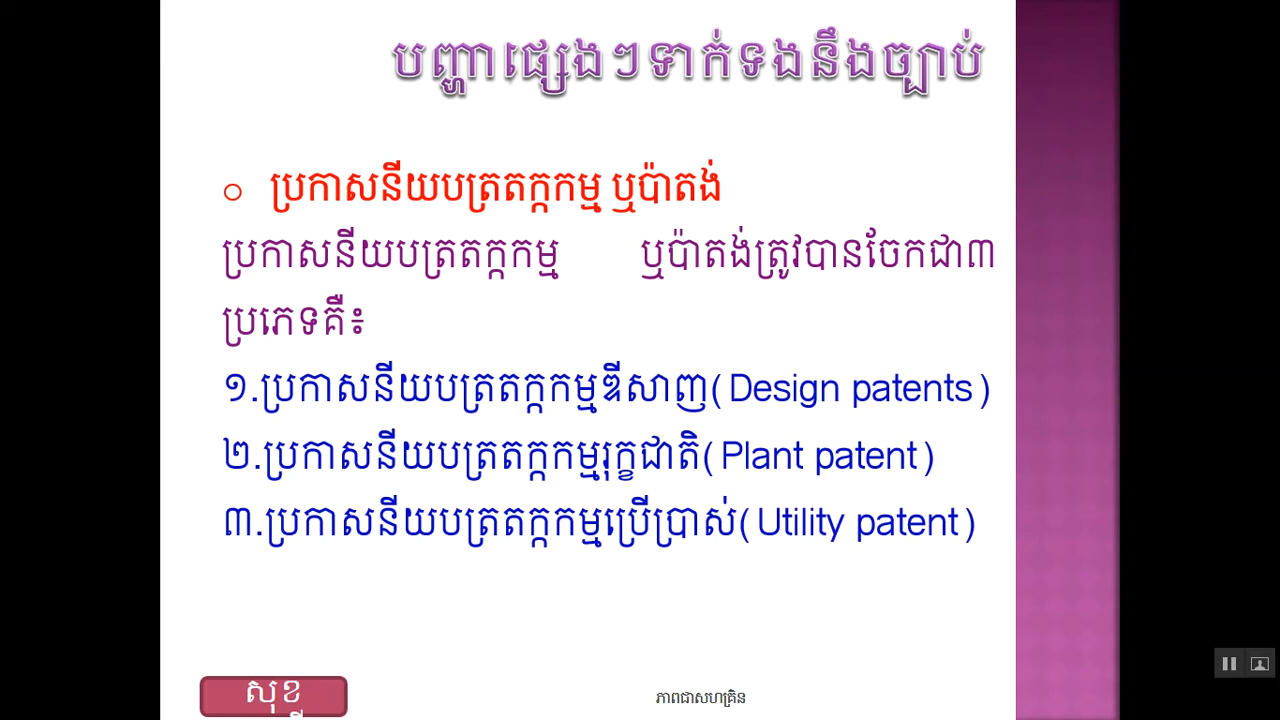 បញ្ហាផ្សេងៗទាក់ទងនឹងច្បាប់
○ ប្រកាសនីយបត្រតក្កកម្ម ឬប៉ាតង់
ប្រកាសនីយបត្រតក្កកម្ម ឬប៉ាតង់ត្រូវបានចែកជា៣
ប្រភេទគឺ៖
១.ប្រកាសនីយបត្រតក្កកម្មឌីសាញ(Design patents)
២.ប្រកាសនីយបត្រតក្កកម្មរុក្ខជាតិ(Plant patent)
៣.ប្រកាសនីយបត្រតក្កកម្មប្រើប្រាស់(Utility patent)
សុខ
ភាពជាសហគ្រិន